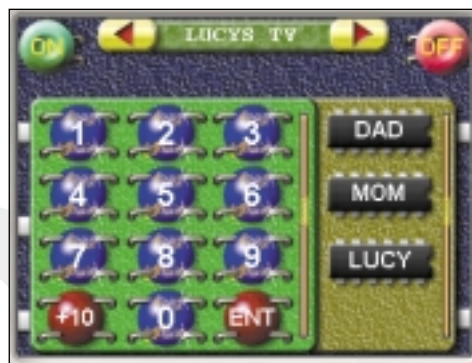 ON LUCYS TV OFF
1 2 3 DAD
4 5 6 MOM
7 8 9 LUCY
+10 0 ENT